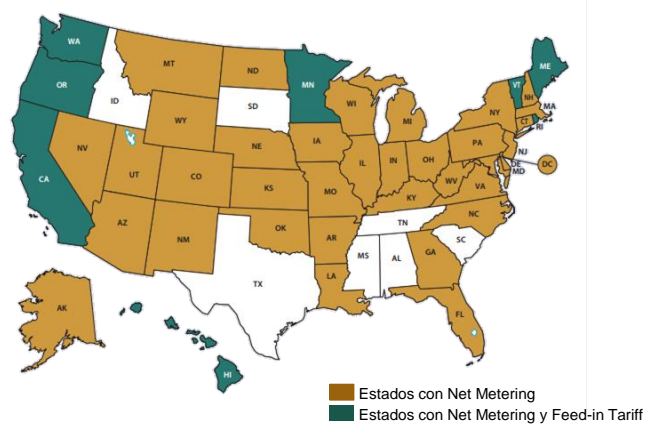 WA
MT
ND
MN
ME
VT
NH
OR
ID
SD
WI
MI
NY
MA
CT
RI
WY
IA
NE
PA
NJ
NV
UT
CO
IL
IN
OH
DE
MD
DC
CA
KS
MO
WV
VA
KY
AZ
NM
OK
AR
TN
NC
SC
MS
AL
GA
TX
LA
FL
AK
HI
Estados con Net Metering
Estados con Net Metering y Feed-in Tariff